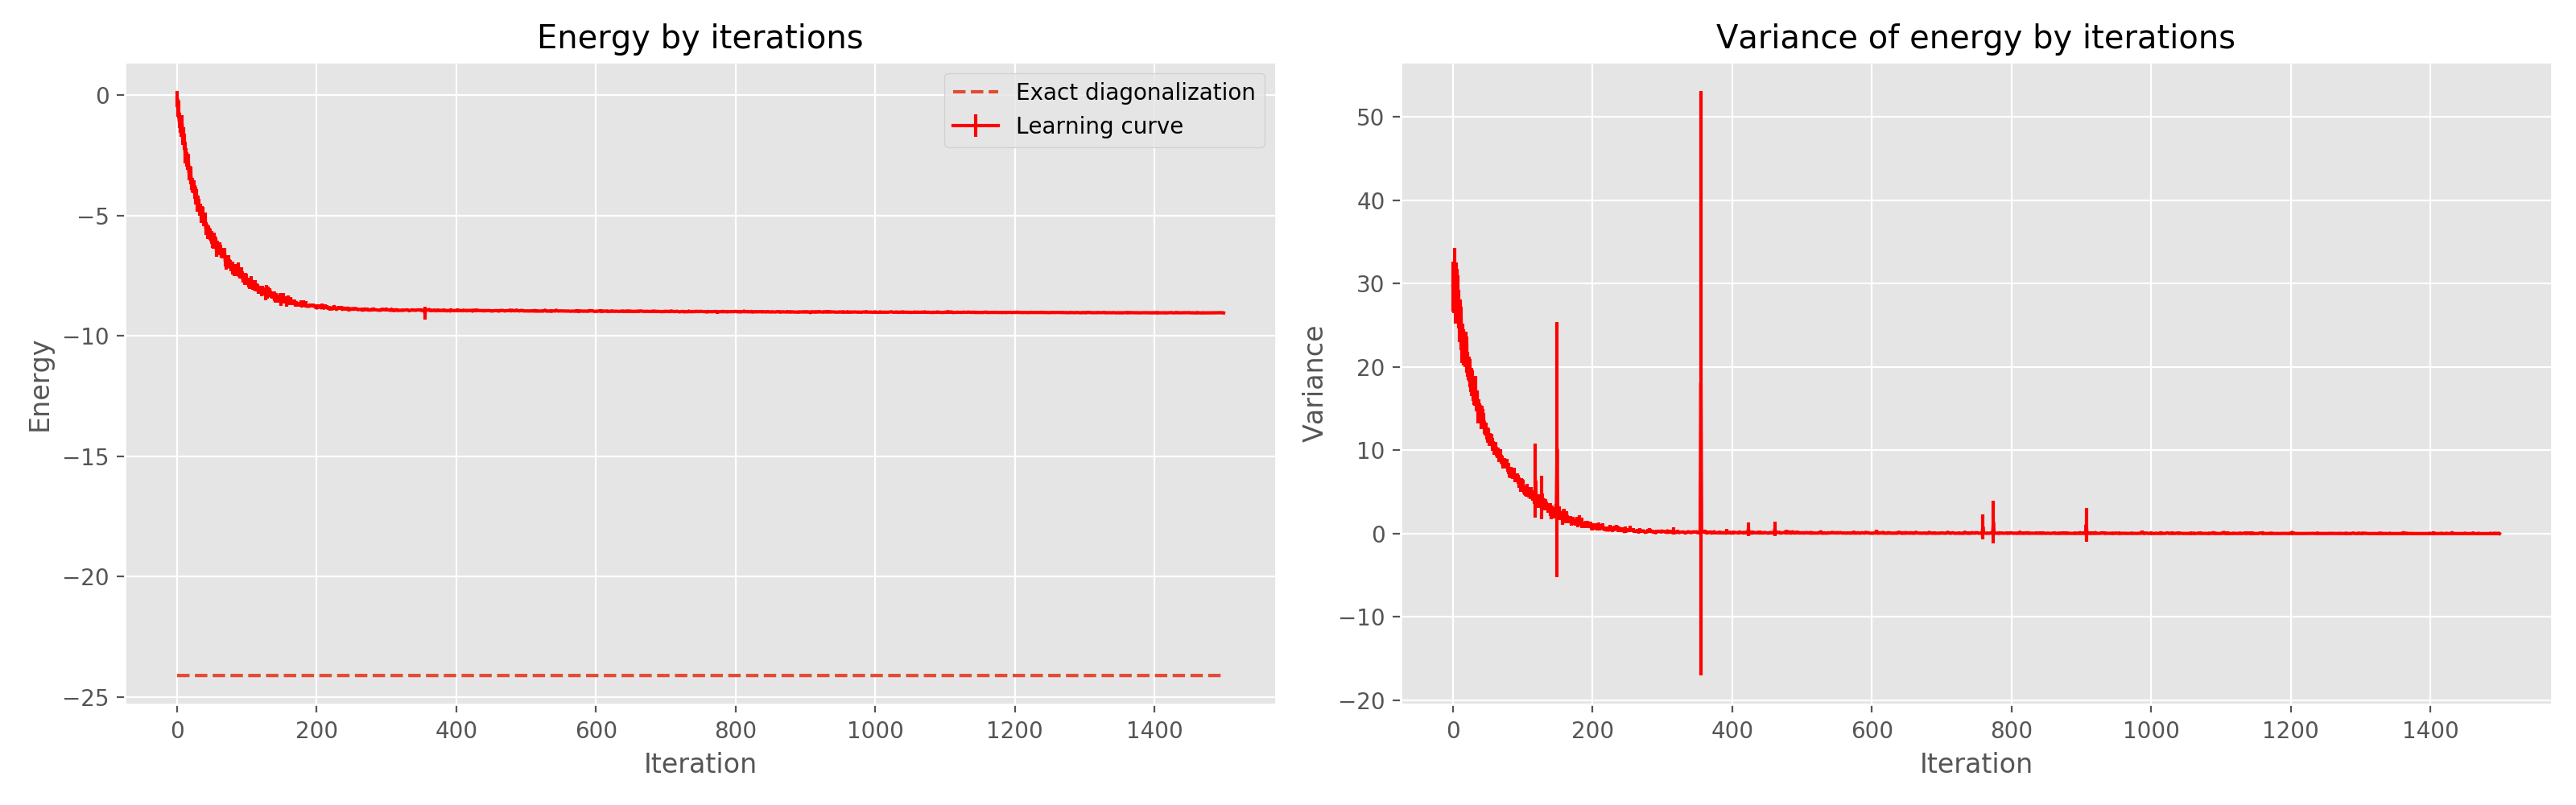 Energy by iterations
Exact diagonalization
Learning curve
0
−5
−10
−15
−20
−25
Energy
0 200 400 600 800 1000 1200 1400
Iteration
Variance of energy by iterations
50
40
30
20
10
0
−10
−20
Variance
0 200 400 600 800 1000 1200 1400
Iteration